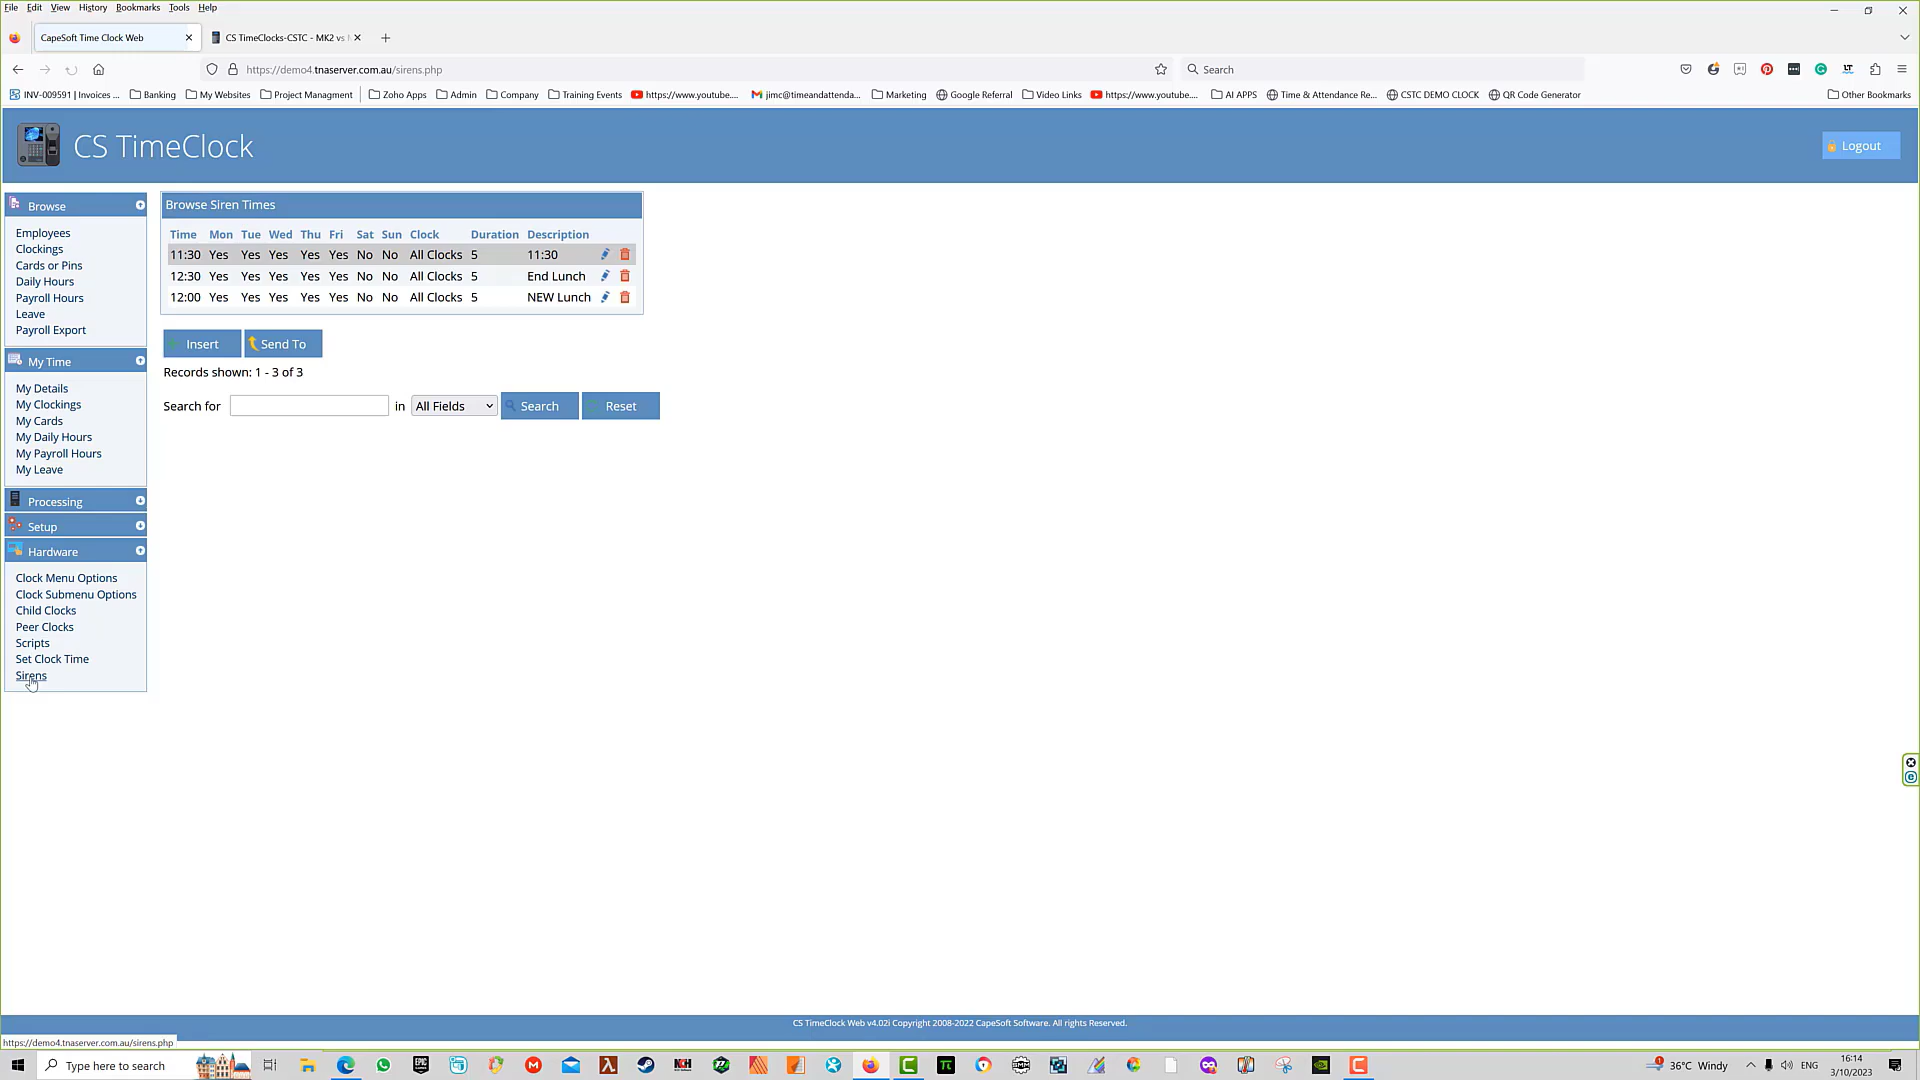 File Edit View History Bookmarks Tools Help
CapeSoft Time Clock Web
CS TimeClocks-CSTC - MK2 vs
https://demo4.tnaserver.com.au/sirens.php
Search
INV-009591 | Invoices ... Banking My Websites Project Managment Zoho Apps Admin Company Training Events https://www.youtube.... jimc@timeandattenda... Marketing Google Referral Video Links https://www.youtube.... AI APPS Time & Attendance Re... CSTC DEMO CLOCK QR Code Generator Other Bookmarks
CS TimeClock
Logout
Browse
Employees
Clockings
Cards or Pins
Daily Hours
Payroll Hours
Leave
Payroll Export
My Time
My Details
My Clockings
My Cards
My Daily Hours
My Payroll Hours
My Leave
Processing
Setup
Hardware
Clock Menu Options
Clock Submenu Options
Child Clocks
Peer Clocks
Scripts
Set Clock Time
Sirens
Browse Siren Times
Time Mon Tue Wed Thu Fri Sat Sun Clock Duration Description
11:30 Yes Yes Yes Yes Yes No No All Clocks 5 11:30
12:30 Yes Yes Yes Yes Yes No No All Clocks 5 End Lunch
12:00 Yes Yes Yes Yes Yes No No All Clocks 5 NEW Lunch
Insert Send To
Records shown: 1 - 3 of 3
Search for in All Fields Search Reset
CS TimeClock Web v4.02i Copyright 2008-2022 CapeSoft Software. All rights Reserved.
https://demo4.tnaserver.com.au/sirens.php
Type here to search
36°C Windy
ENG
16:14
3/10/2023